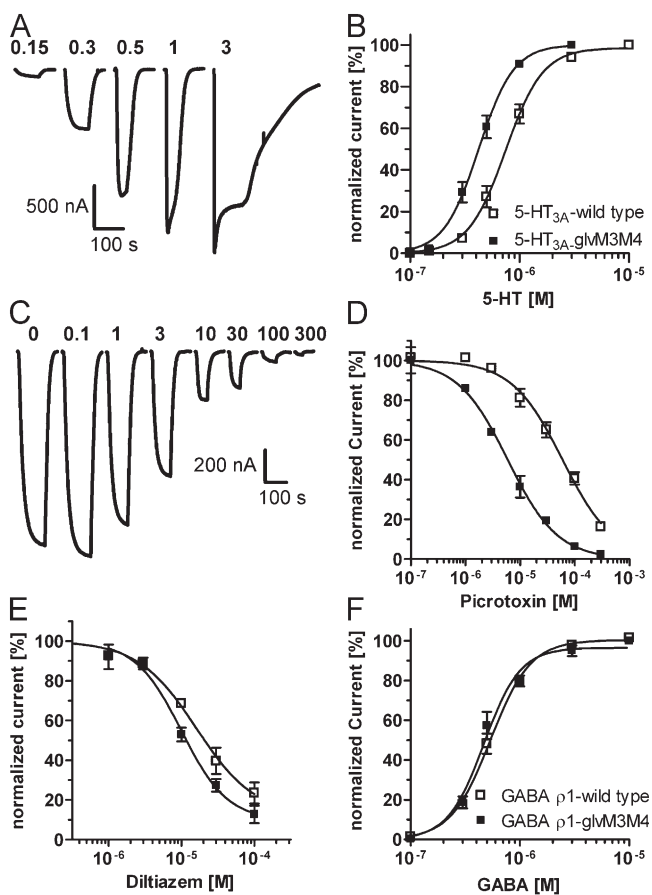 A
0.15 0.3 0.5 1 3
500 nA
100 s
B
normalized current [%]
100
80
60
40
20
0
5-HT3A-wild type
5-HT3A-glvM3M4
10-7 10-6 10-5
5-HT [M]
C
0 0.1 1 3 10 30 100 300
200 nA
100 s
D
normalized Current [%]
100
80
60
40
20
0
10-7 10-6 10-5 10-4 10-3
Picrotoxin [M]
E
normalized current [%]
100
80
60
40
20
0
10-6 10-5 10-4
Diltiazem [M]
F
normalized Current [%]
100
80
60
40
20
0
GABA ρ1-wild type
GABA ρ1-glvM3M4
10-7 10-6 10-5
GABA [M]